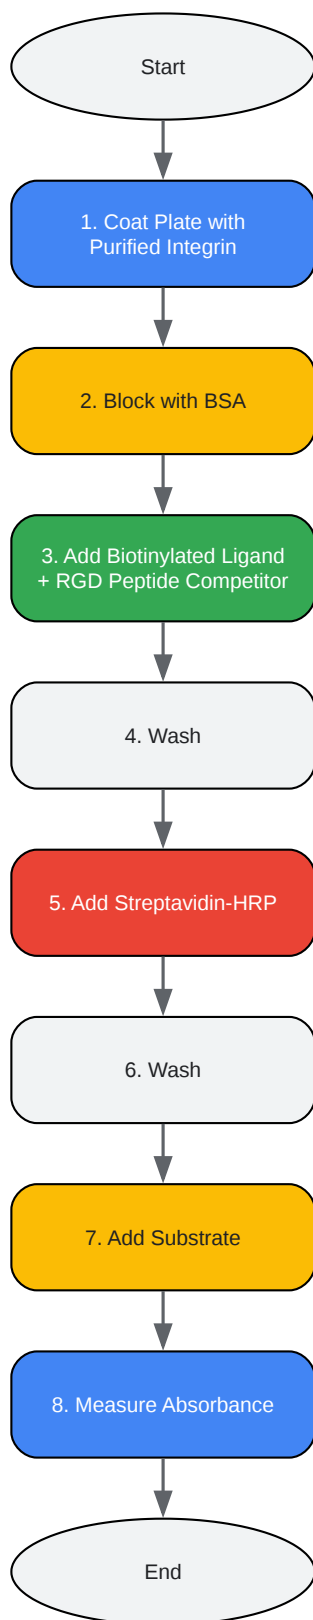 Start
1. Coat Plate with
Purified Integrin
2. Block with BSA
3. Add Biotinylated Ligand
+ RGD Peptide Competitor
4. Wash
5. Add Streptavidin-HRP
6. Wash
7. Add Substrate
8. Measure Absorbance
End